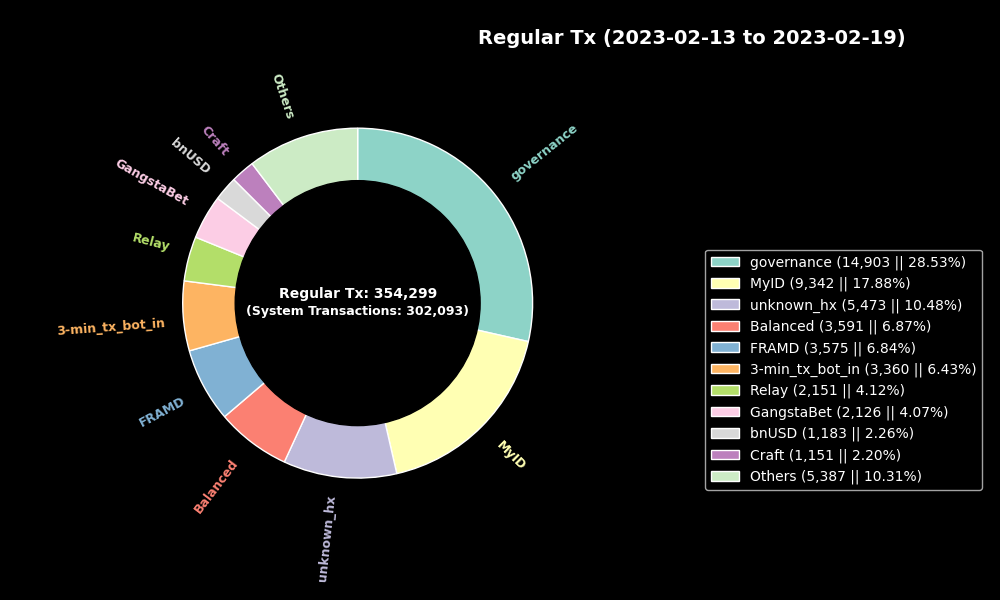 Regular Tx (2023-02-13 to 2023-02-19)
Others
governance
Craft
bnUSD
GangstaBet
Relay
3-min_tx_bot_in
FRAMD
Balanced
unknown_hx
MyID
Regular Tx: 354,299
(System Transactions: 302,093)
governance (14,903 || 28.53%)
MyID (9,342 || 17.88%)
unknown_hx (5,473 || 10.48%)
Balanced (3,591 || 6.87%)
FRAMD (3,575 || 6.84%)
3-min_tx_bot_in (3,360 || 6.43%)
Relay (2,151 || 4.12%)
GangstaBet (2,126 || 4.07%)
bnUSD (1,183 || 2.26%)
Craft (1,151 || 2.20%)
Others (5,387 || 10.31%)